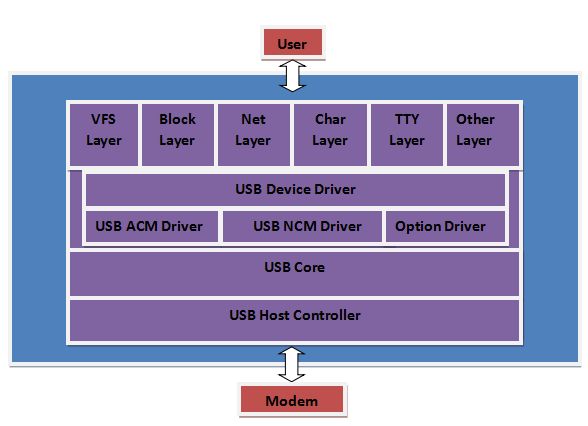 User
VFS Layer
Block Layer
Net Layer
Char Layer
TTY Layer
Other Layer
USB Device Driver
USB ACM Driver
USB NCM Driver
Option Driver
USB Core
USB Host Controller
Modem